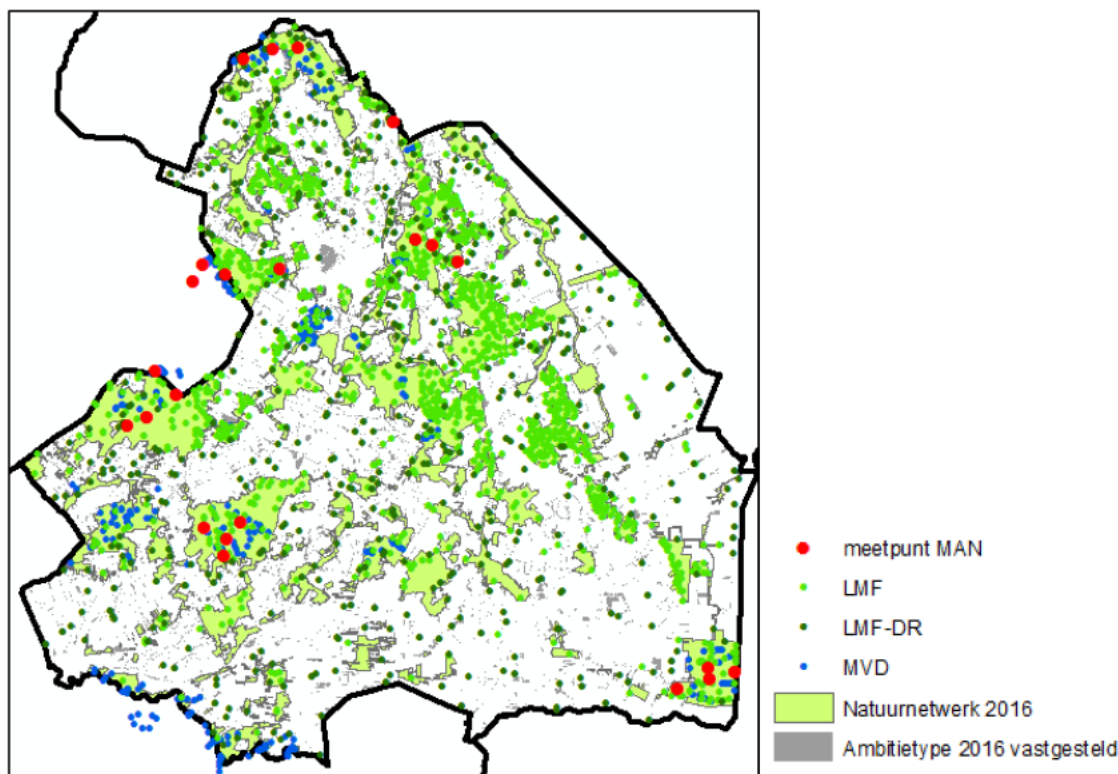 meetpunt MAN
LMF
LMF-DR
MVD
Natuurnetwerk 2016
Ambitietype 2016 vastgesteld